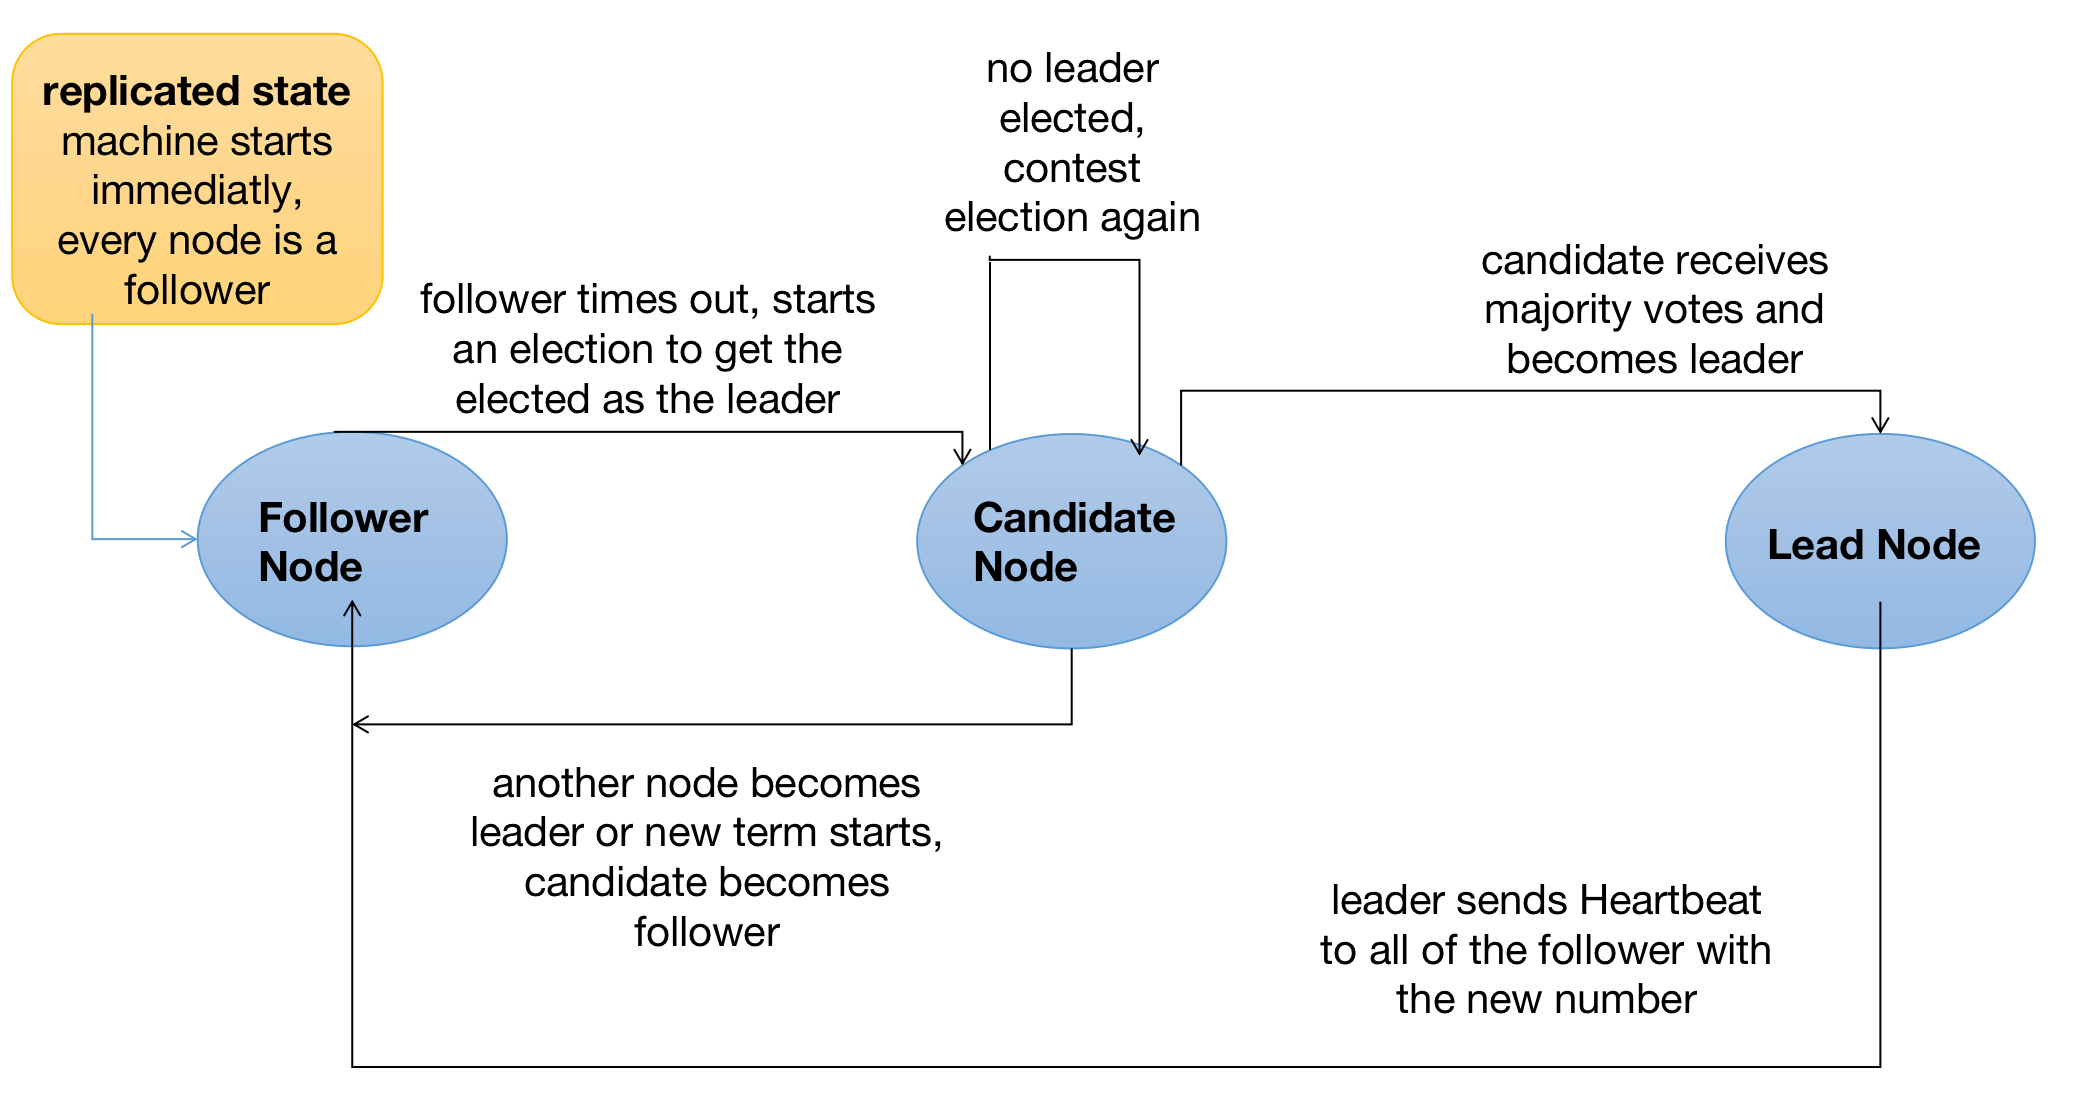 replicated state
machine starts
immediatly,
every node is a
follower
no leader
elected,
contest
election again
follower times out, starts
an election to get the
elected as the leader
candidate receives
majority votes and
becomes leader
Follower
Node
Candidate
Node
Lead Node
another node becomes
leader or new term starts,
candidate becomes
follower
leader sends Heartbeat
to all of the follower with
the new number